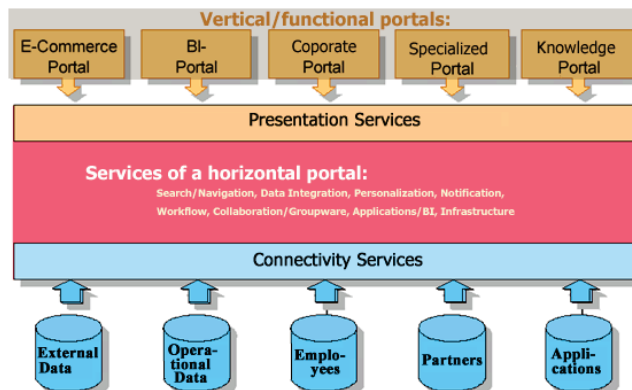 Vertical/functional portals:
E-Commerce
Portal
BI-
Portal
Coporate
Portal
Specialized
Portal
Knowledge
Portal
Presentation Services
Services of a horizontal portal:
Search/Navigation, Data Integration, Personalization, Notification,
Workflow, Collaboration/Groupware, Applications/BI, Infrastructure
Connectivity Services
External
Data
Opera-
tional
Data
Emplo-
yees
Partners
Appli-
cations